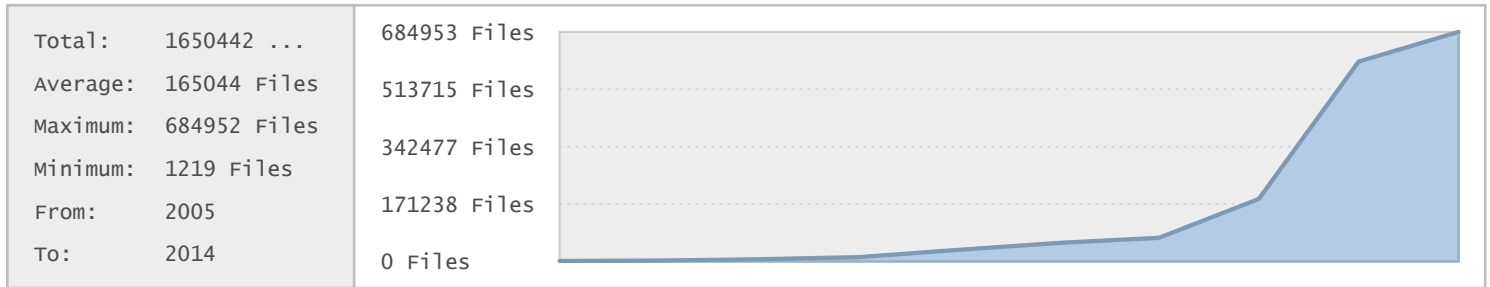 Total: 1650442 ...
Average: 165044 Files
Maximum: 684952 Files
Minimum: 1219 Files
From: 2005
To: 2014
684953 Files
513715 Files
342477 Files
171238 Files
0 Files